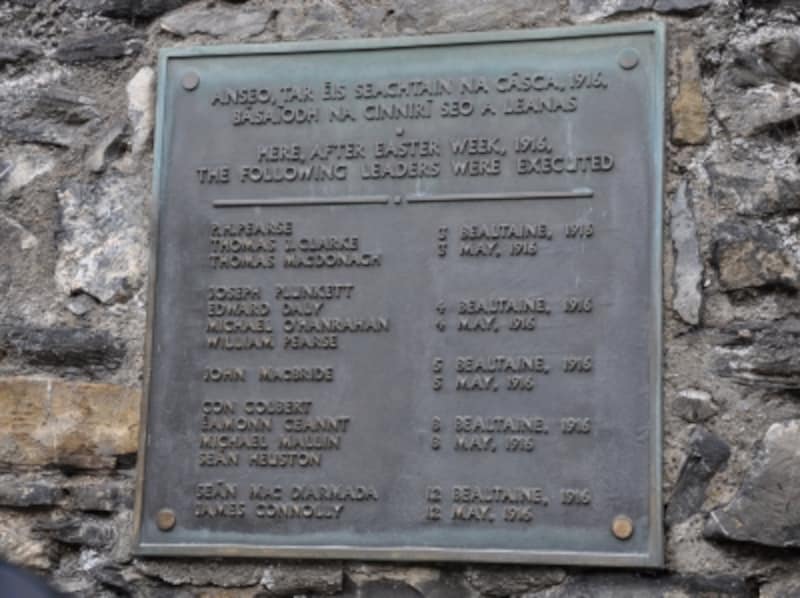 ANSEO, TAR ÉIS SEACHTAIN NA CÁSCA, 1916,
BÁSAÍODH NA CINNIRÍ SEO A LEANAS
HERE, AFTER EASTER WEEK, 1916,
THE FOLLOWING LEADERS WERE EXECUTED
P.H.PEARSE 3 BEALTAINE, 1916
THOMAS J.CLARKE 3 MAY, 1916
THOMAS MACDONAGH
JOSEPH PLUNKETT
EDWARD DALY 4 BEALTAINE, 1916
MICHAEL O'HANRAHAN 4 MAY, 1916
WILLIAM PEARSE
JOHN MACBRIDE 5 BEALTAINE, 1916
5 MAY, 1916
CON COLBERT
ÉAMONN CEANNT 8 BEALTAINE, 1916
MICHAEL MALLIN 8 MAY, 1916
SEÁN HEUSTON
SEÁN MAC DIARMADA 12 BEALTAINE, 1916
JAMES CONNOLLY 12 MAY, 1916